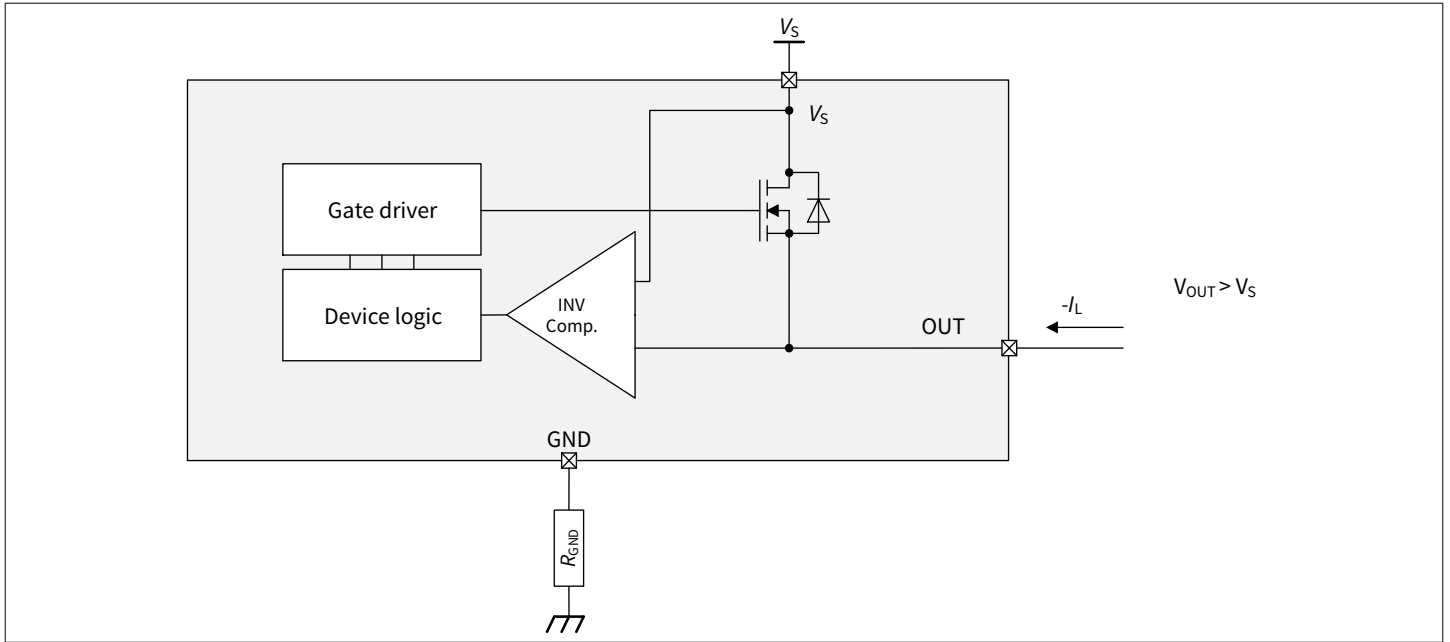 VS
VS
Gate driver
Device logic
INV
Comp.
OUT
-IL
VOUT > VS
GND
RGND